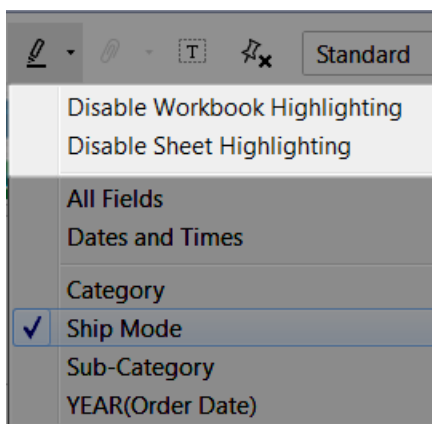 T
Standard
Disable Workbook Highlighting
Disable Sheet Highlighting
All Fields
Dates and Times
Category
Ship Mode
Sub-Category
YEAR(Order Date)